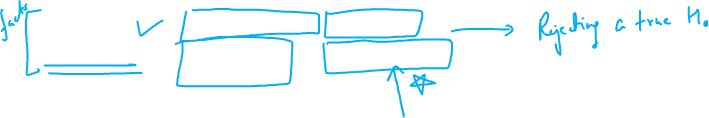 facts
Rejecting a true H₀